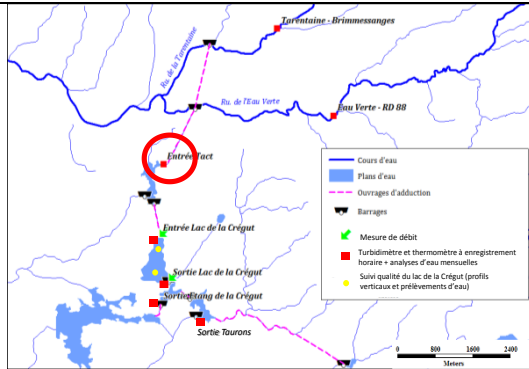 Tarentaine - Brimmessanges
Ru. de la Tarentaine
Ru. de l'Eau Verte
Eau Verte - RD 88
Entrée Tact
Cours d'eau
Plans d'eau
Ouvrages d'adduction
Barrages
Mesure de débit
Turbidimètre et thermomètre à enregistrement
horaire + analyses d'eau mensuelles
Suivi qualité du lac de la Crégut (profils
verticaux et prélèvements d'eau)
Entrée Lac de la Crégut
Sortie Lac de la Crégut
Sortie Etang de la Crégut
Sortie Taurons
0 800 1600 2400
Meters